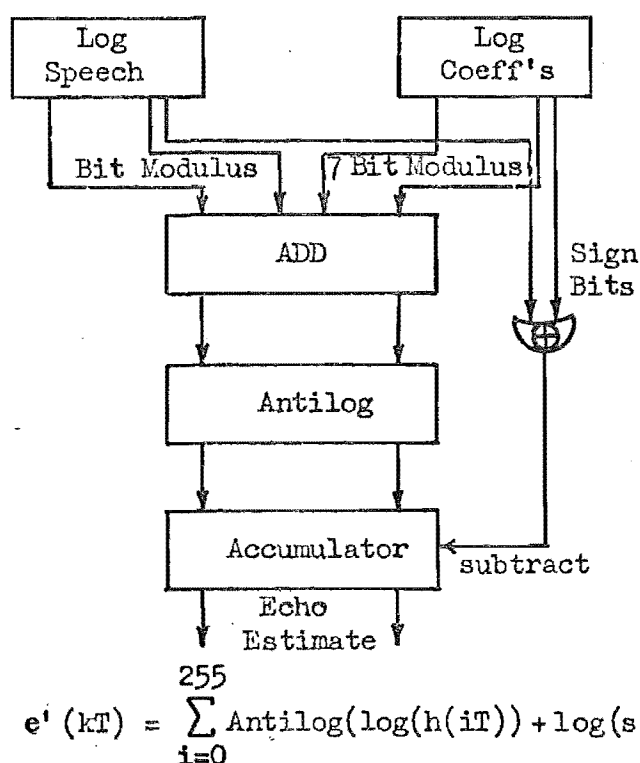 Log
Speech
Log
Coeff's
Bit Modulus
7 Bit Modulus
ADD
Sign
Bits
⊕
Antilog
Accumulator
subtract
Echo
Estimate
255
e'(kT) = ∑ Antilog(log(h(iT)) + log(s
i=0